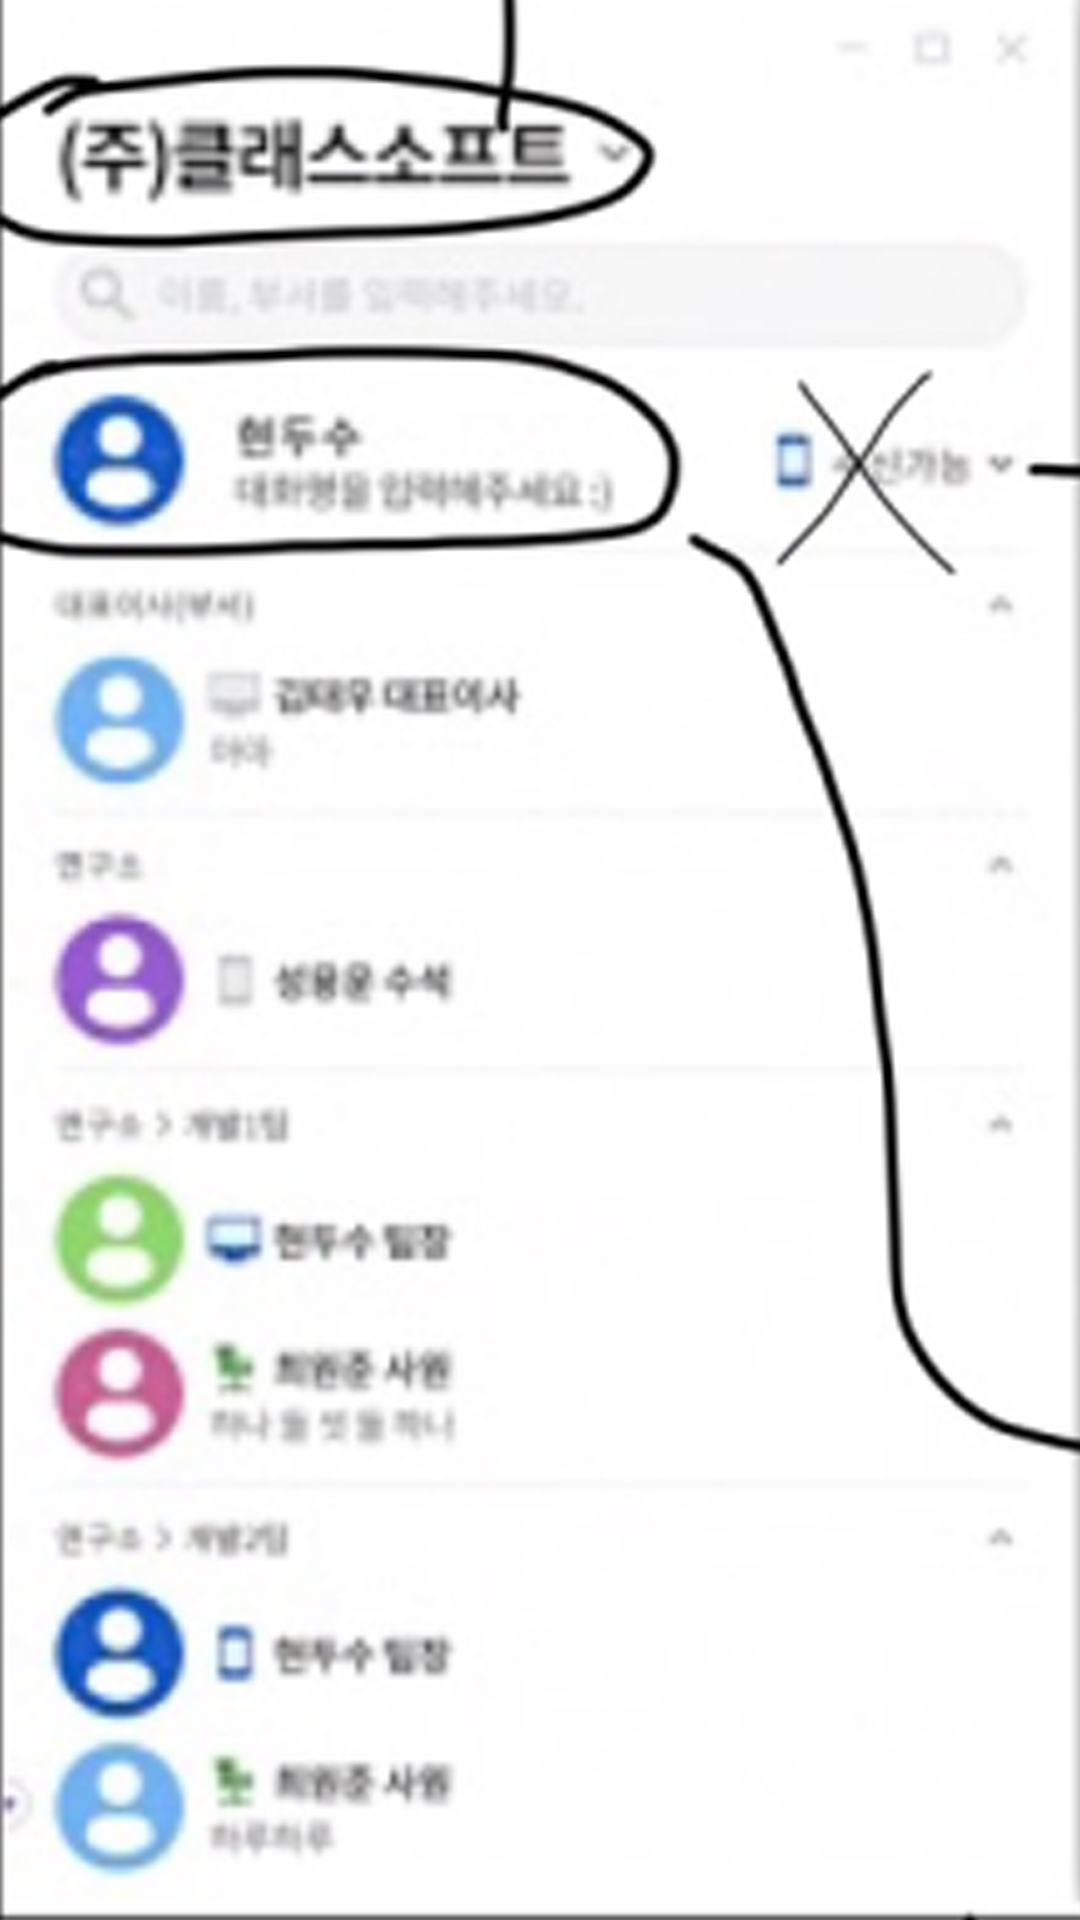 (주)클래스소프트
이름, 부서를 입력해주세요.
현두수
대화명을 입력해주세요 :)
신가능
대표이사(부서)
김태우 대표이사
연구소
성용운 수석
연구소 > 개발1팀
현두수 팀장
최원준 사원
하나 둘 셋 둘 하나
연구소 > 개발2팀
현두수 팀장
최원준 사원
하루하루